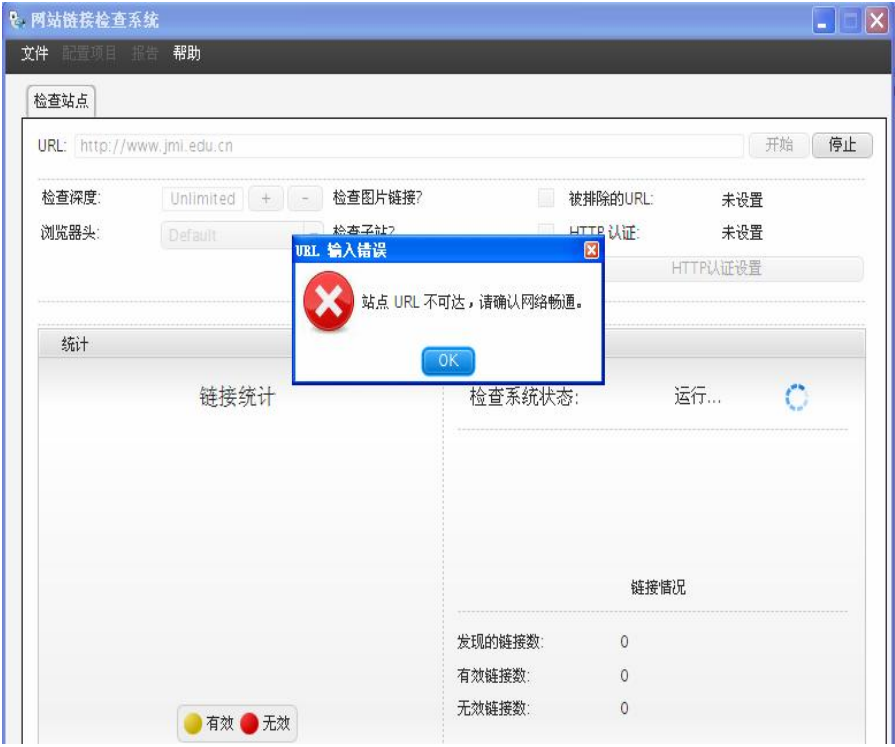 网站链接检查系统
文件 配置项目 报告 帮助
检查站点
URL: http://www.jmi.edu.cn 开始 停止
检查深度: Unlimited + - 检查图片链接? 被排除的URL: 未设置
浏览器头: Default 检查子站? HTTP 认证: 未设置
URL 输入错误
HTTP认证设置
站点 URL 不可达，请确认网络畅通。
OK
统计
链接统计
检查系统状态: 运行...
链接情况
发现的链接数: 0
有效链接数: 0
无效链接数: 0
有效 无效